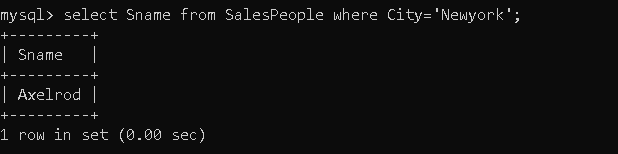 mysql> select Sname from SalesPeople where City='Newyork';
+---------+
| Sname   |
+---------+
| Axelrod |
+---------+
1 row in set (0.00 sec)